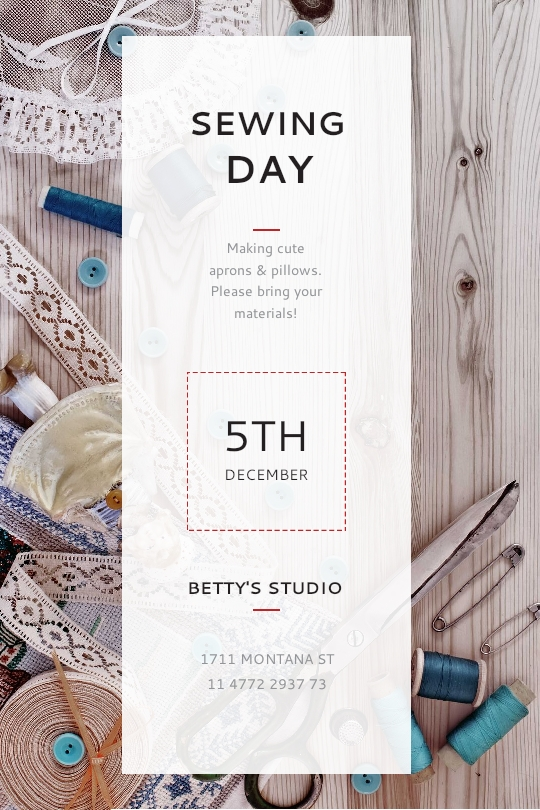 SEWING
DAY
Making cute
aprons & pillows.
Please bring your
materials!
5TH
DECEMBER
BETTY'S STUDIO
1711 MONTANA ST
11 4772 2937 73